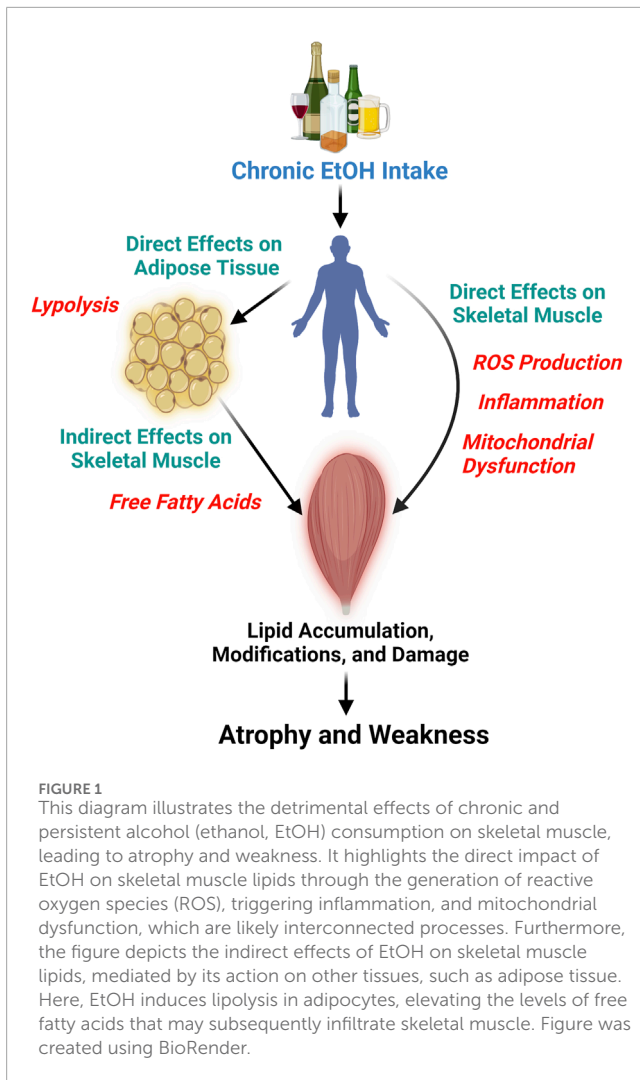 Chronic EtOH Intake
Direct Effects on
Adipose Tissue
Lypolysis
Direct Effects on
Skeletal Muscle
ROS Production
Inflammation
Mitochondrial
Dysfunction
Indirect Effects on
Skeletal Muscle
Free Fatty Acids
Lipid Accumulation,
Modifications, and Damage
Atrophy and Weakness
FIGURE 1
This diagram illustrates the detrimental effects of chronic and
persistent alcohol (ethanol, EtOH) consumption on skeletal muscle,
leading to atrophy and weakness. It highlights the direct impact of
EtOH on skeletal muscle lipids through the generation of reactive
oxygen species (ROS), triggering inflammation, and mitochondrial
dysfunction, which are likely interconnected processes. Furthermore,
the figure depicts the indirect effects of EtOH on skeletal muscle
lipids, mediated by its action on other tissues, such as adipose tissue.
Here, EtOH induces lipolysis in adipocytes, elevating the levels of free
fatty acids that may subsequently infiltrate skeletal muscle. Figure was
created using BioRender.